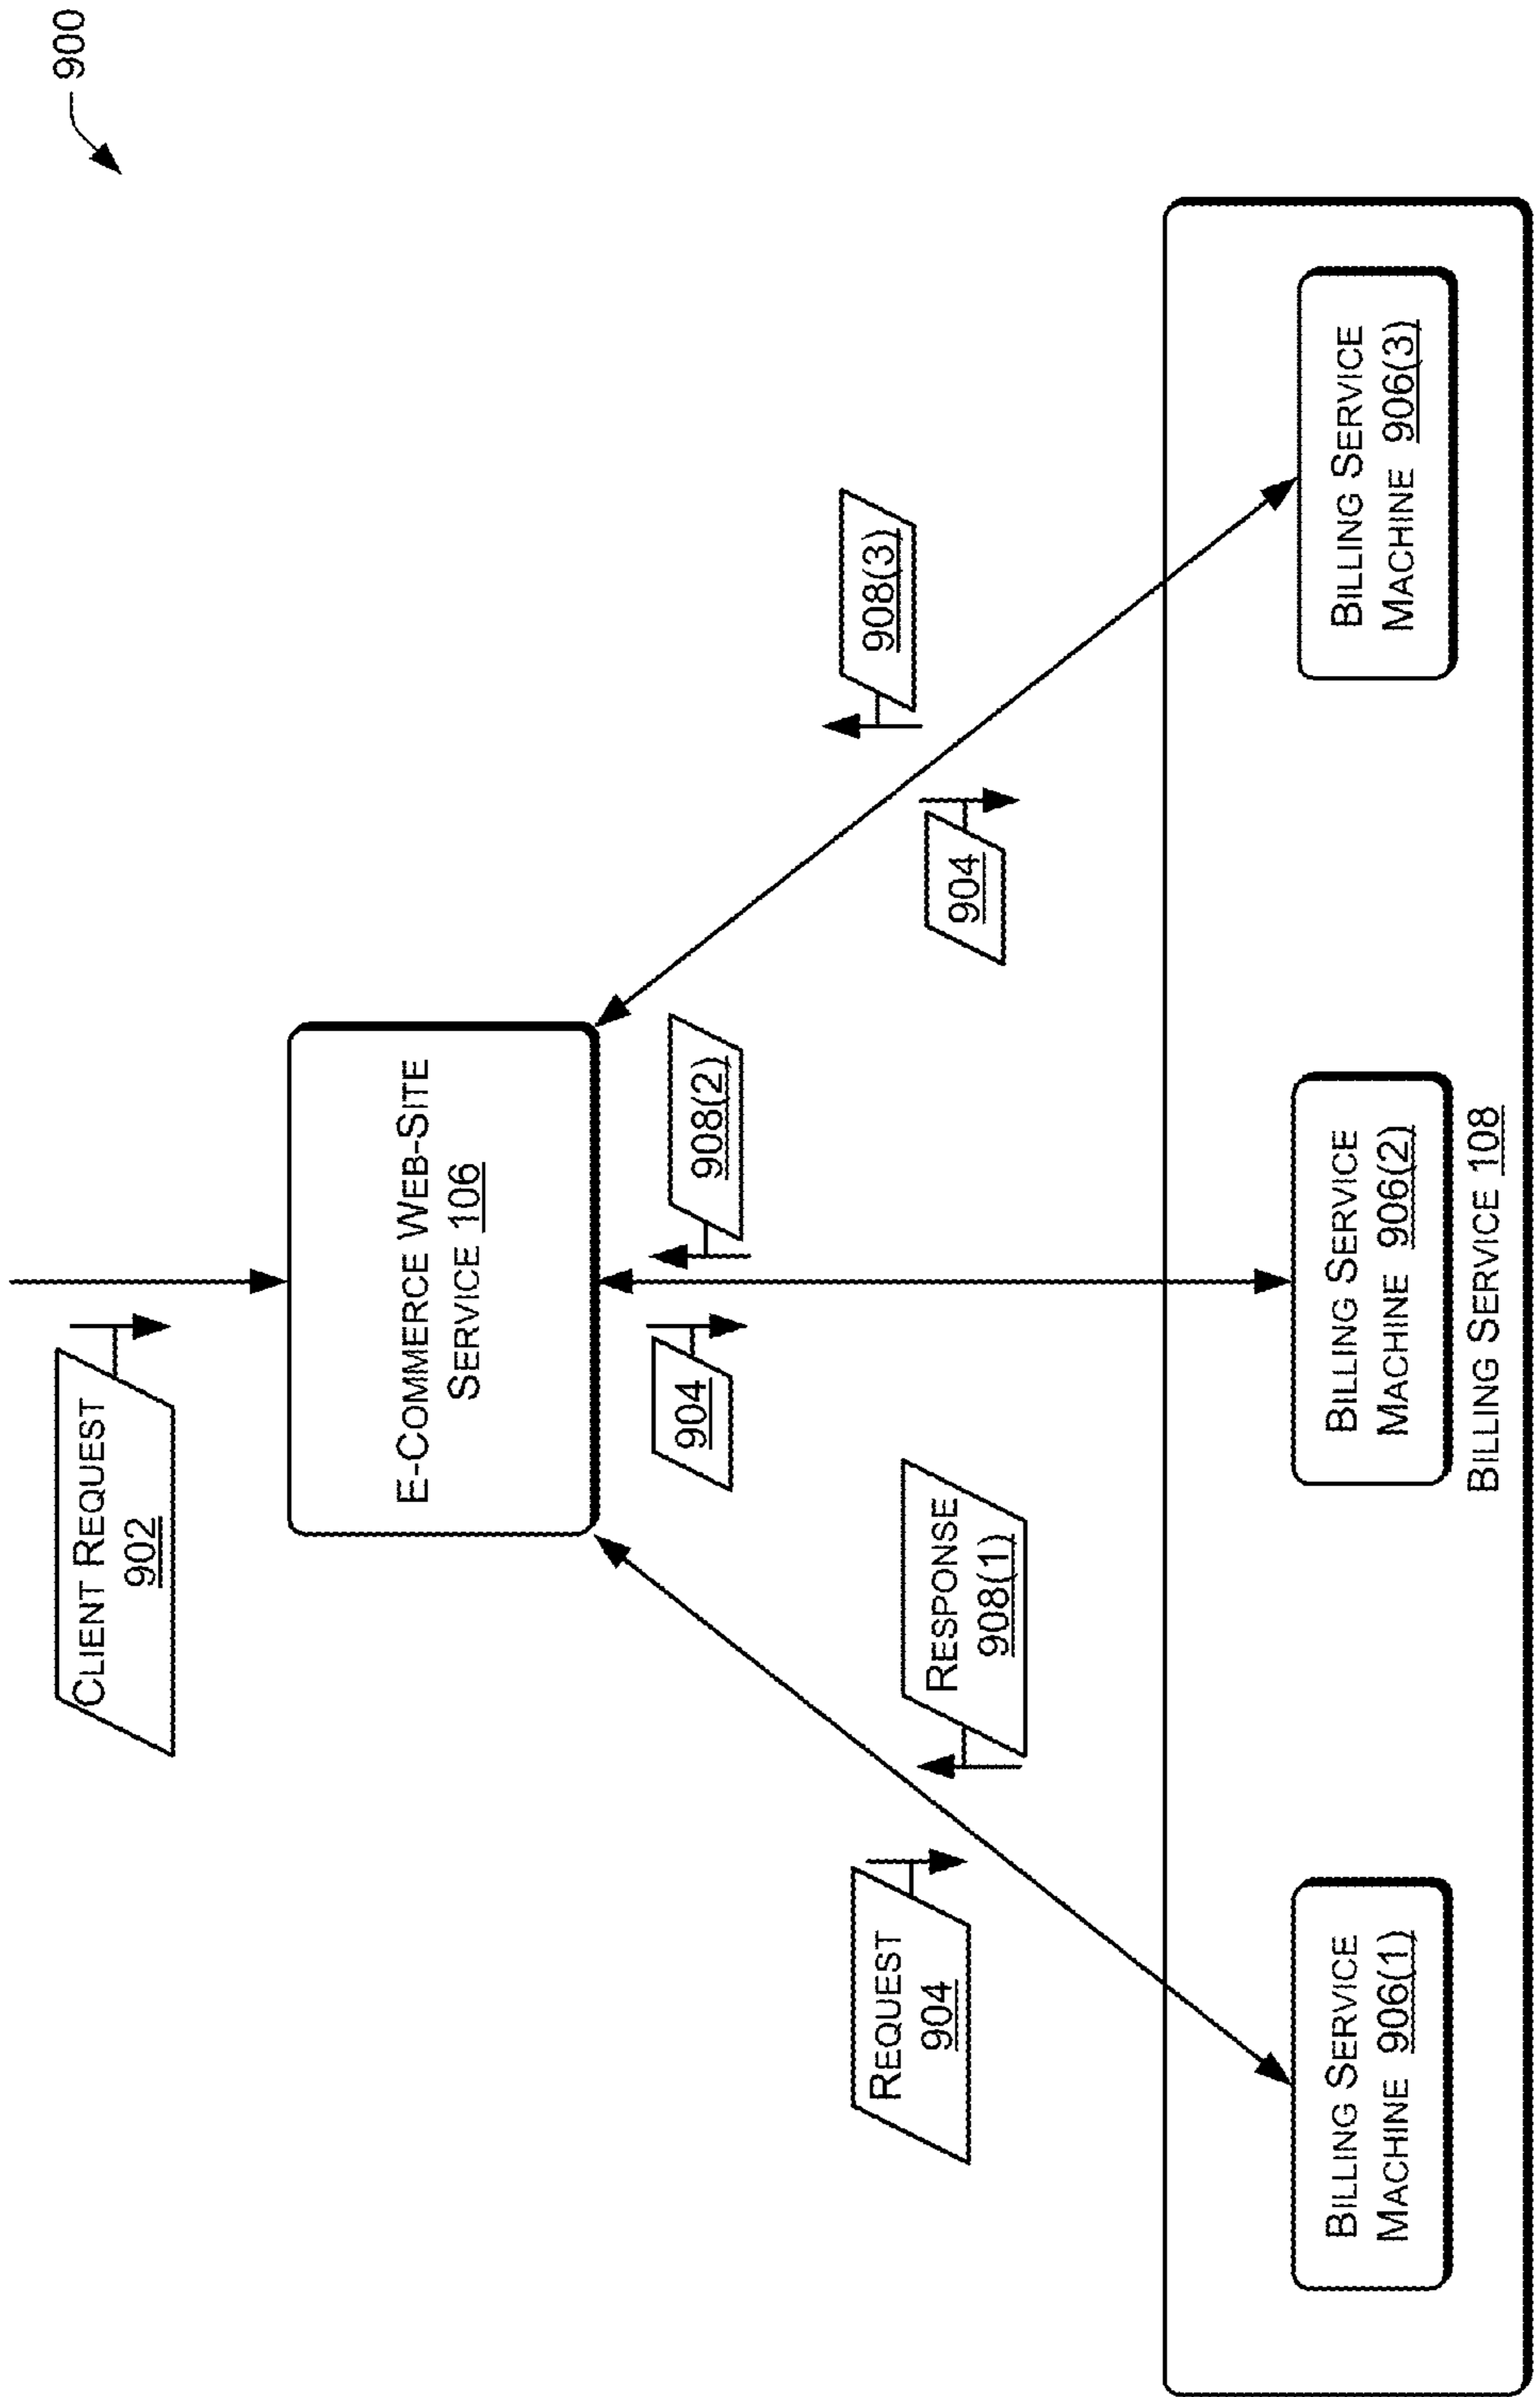 900
CLIENT REQUEST
902
E-COMMERCE WEB-SITE
SERVICE 106
904
908(2)
908(3)
REQUEST
904
RESPONSE
908(1)
904
BILLING SERVICE
MACHINE 906(1)
BILLING SERVICE
MACHINE 906(2)
BILLING SERVICE
MACHINE 906(3)
BILLING SERVICE 108